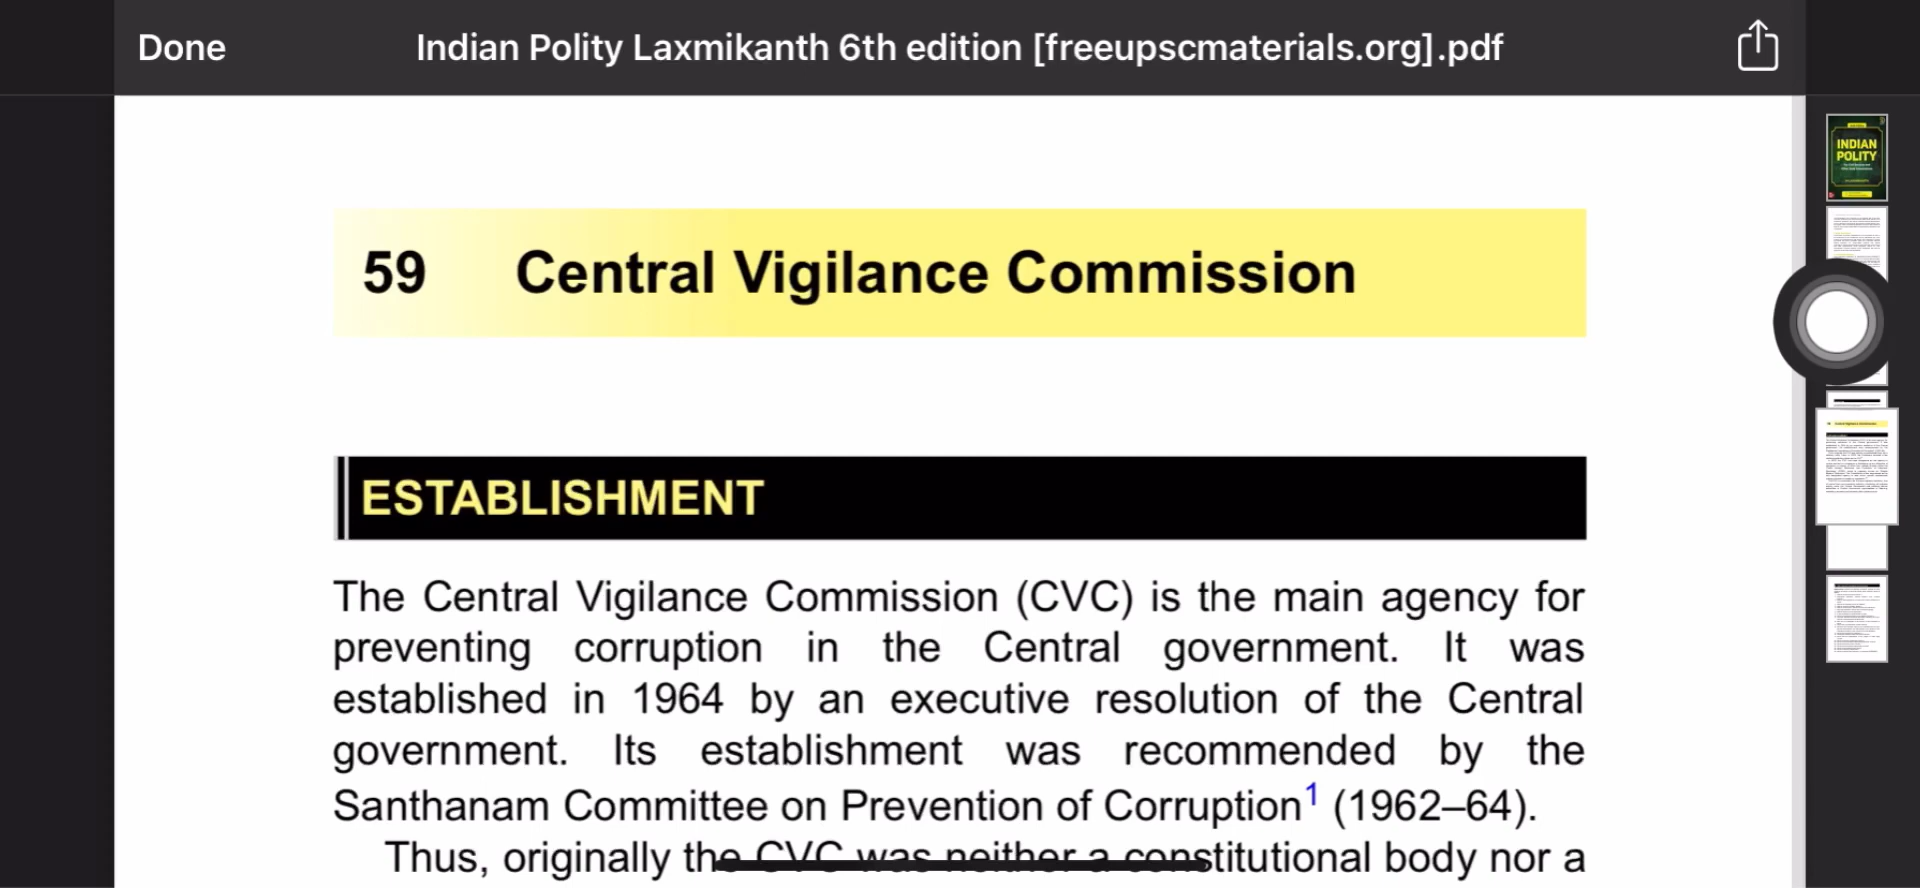 Done
Indian Polity Laxmikanth 6th edition [freeupscmaterials.org].pdf
INDIAN
POLITY
59 Central Vigilance Commission
ESTABLISHMENT
The Central Vigilance Commission (CVC) is the main agency for
preventing corruption in the Central government. It was
established in 1964 by an executive resolution of the Central
government. Its establishment was recommended by the
Santhanam Committee on Prevention of Corruption1 (1962–64).
Thus, originally the CVC was neither a constitutional body nor a